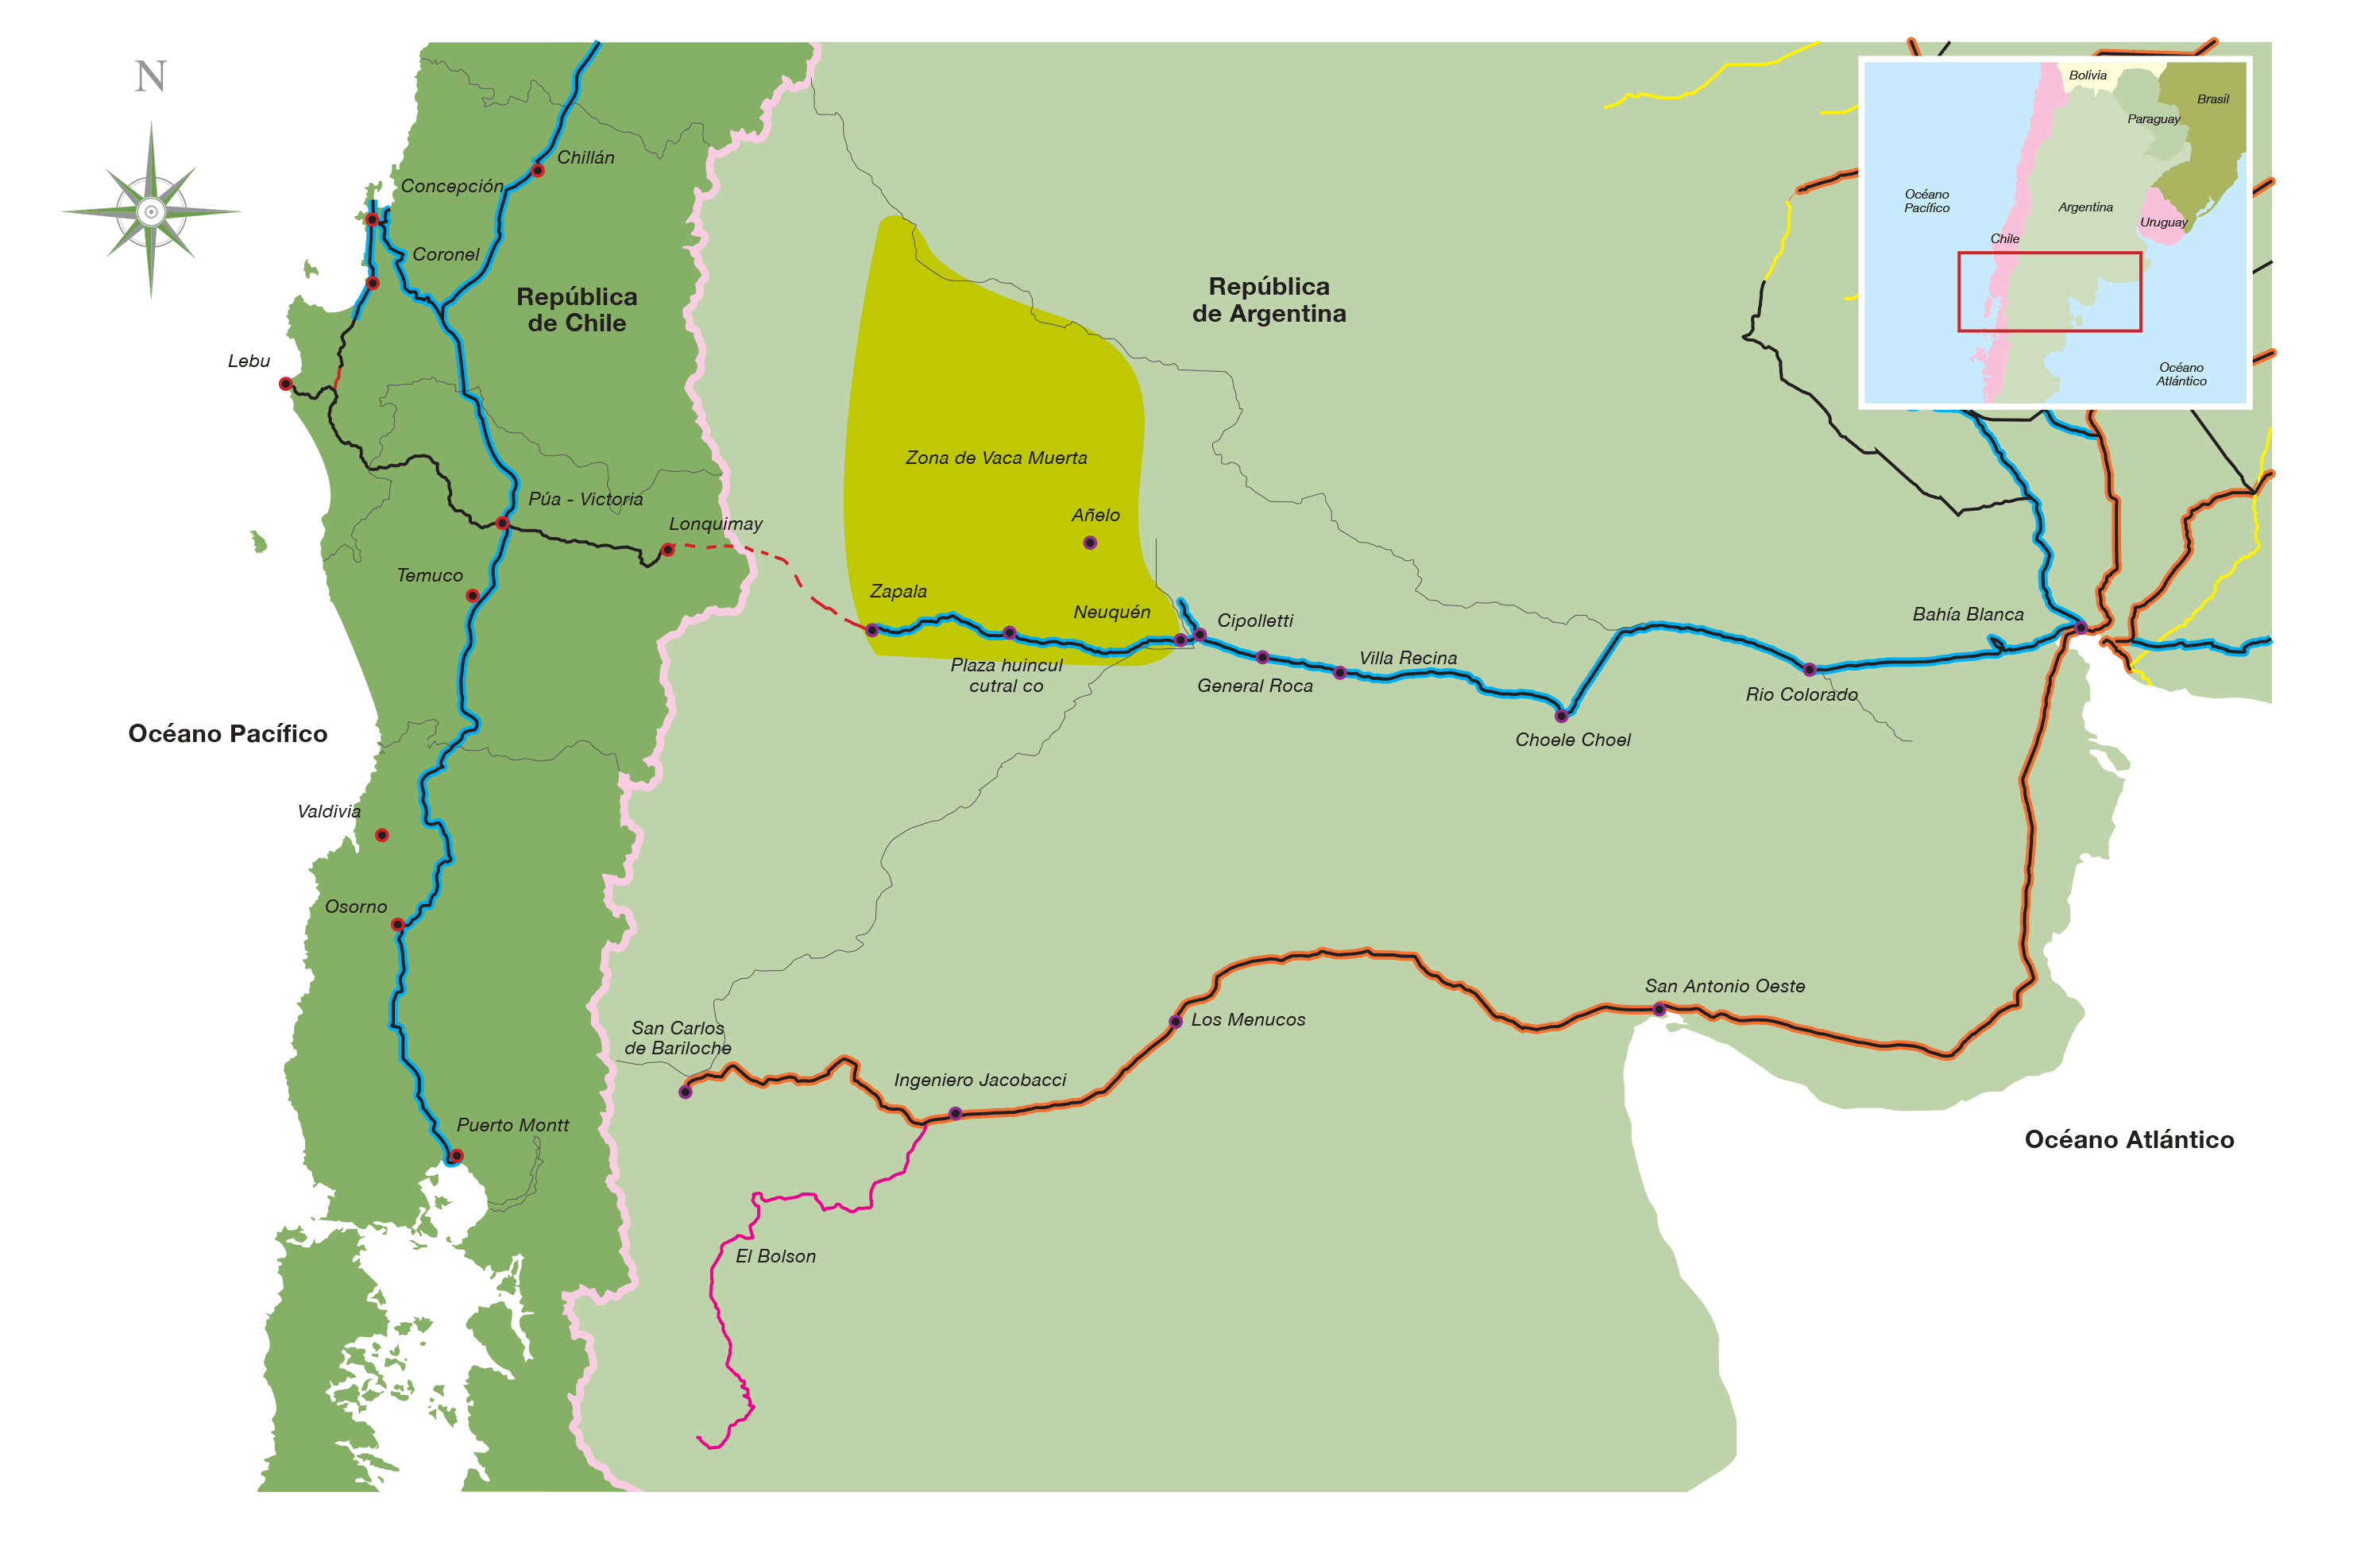 N
Bolivia
Brasil
Paraguay
Océano
Pacífico
Argentina
Uruguay
Chile
Océano
Atlántico
Chillán
Concepción
Coronel
República
de Chile
República
de Argentina
Lebu
Zona de Vaca Muerta
Púa - Victoria
Lonquimay
Añelo
Temuco
Zapala
Neuquén
Cipolletti
Bahía Blanca
Plaza huincul
cutral co
General Roca
Villa Recina
Rio Colorado
Choele Choel
Océano Pacífico
Valdivia
Osorno
San Carlos
de Bariloche
Los Menucos
San Antonio Oeste
Ingeniero Jacobacci
Puerto Montt
Océano Atlántico
El Bolson